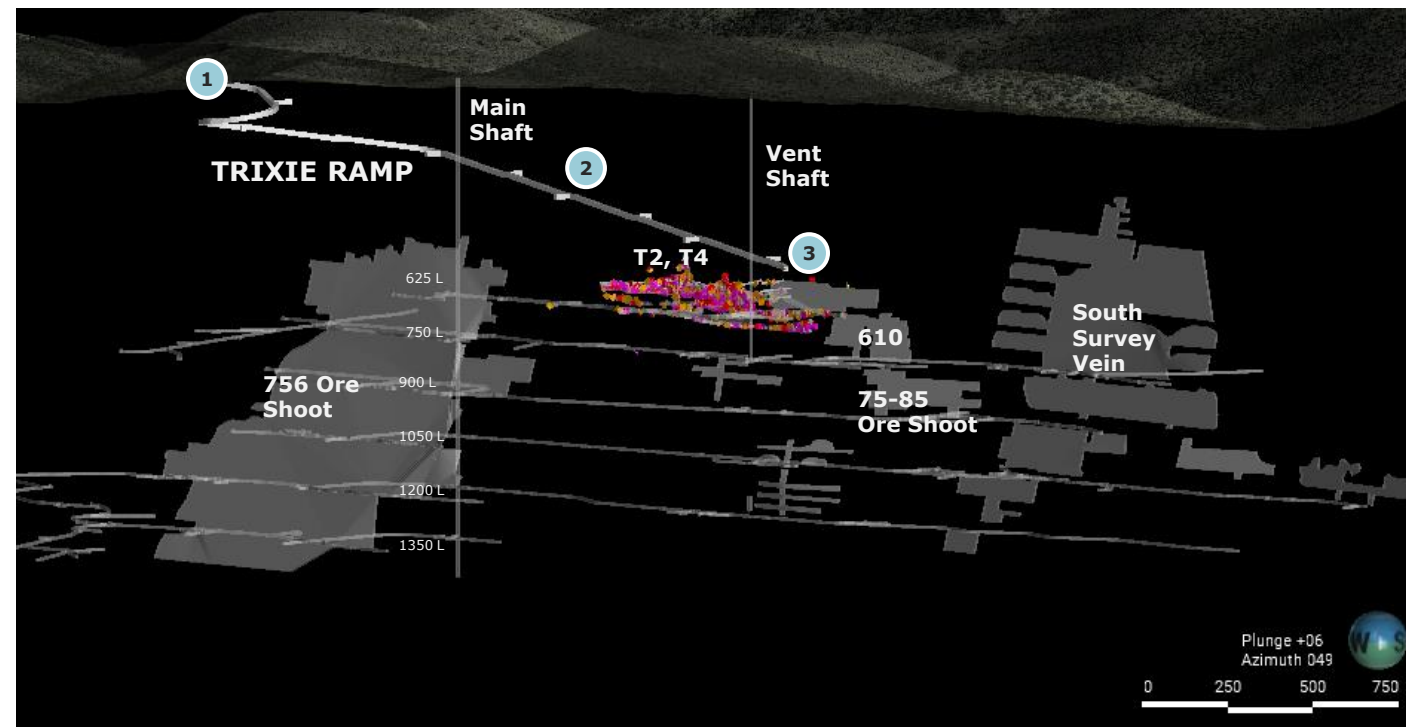 1
Main
Shaft
TRIXIE RAMP
2
Vent
Shaft
3
T2, T4
625 L
750 L
610
South
Survey
Vein
756 Ore
Shoot
900 L
75-85
Ore Shoot
1050 L
1200 L
1350 L
Plunge +06
Azimuth 049
W S
0 250 500 750